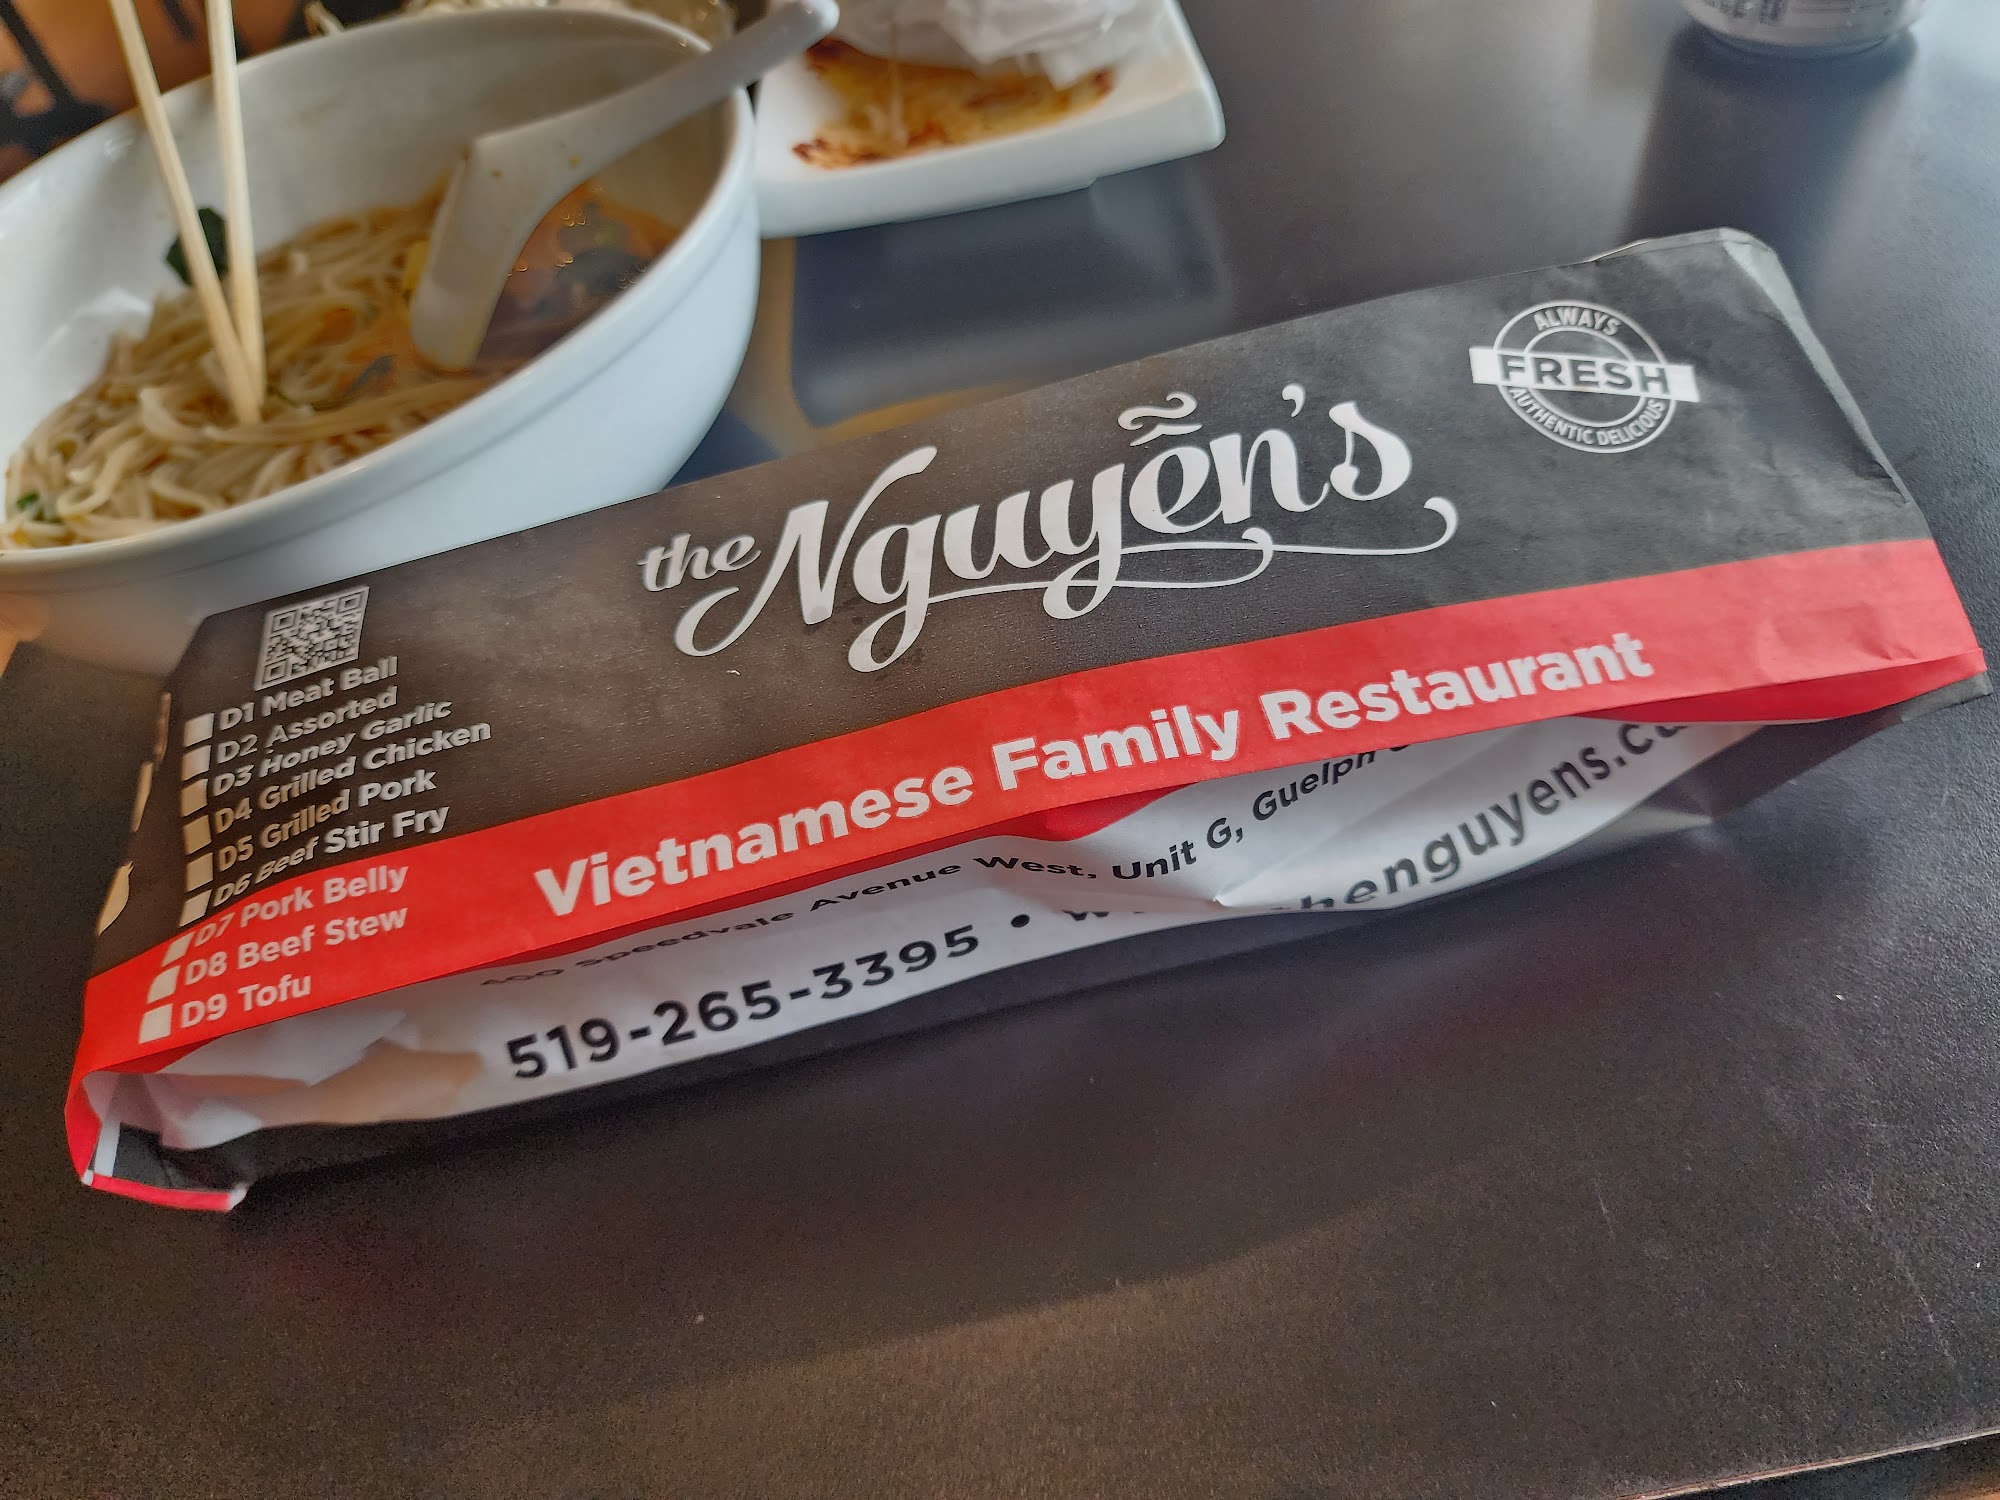 ALWAYS
FRESH
AUTHENTIC DELICIOUS
the Nguyễn's
D1 Meat Ball
D2 Assorted
D3 Honey Garlic
D4 Grilled Chicken
D5 Grilled Pork
D6 Beef Stir Fry
D7 Pork Belly
D8 Beef Stew
D9 Tofu
Vietnamese Family Restaurant
Speedvale Avenue West, Unit G, Guelph
519-265-3395 •